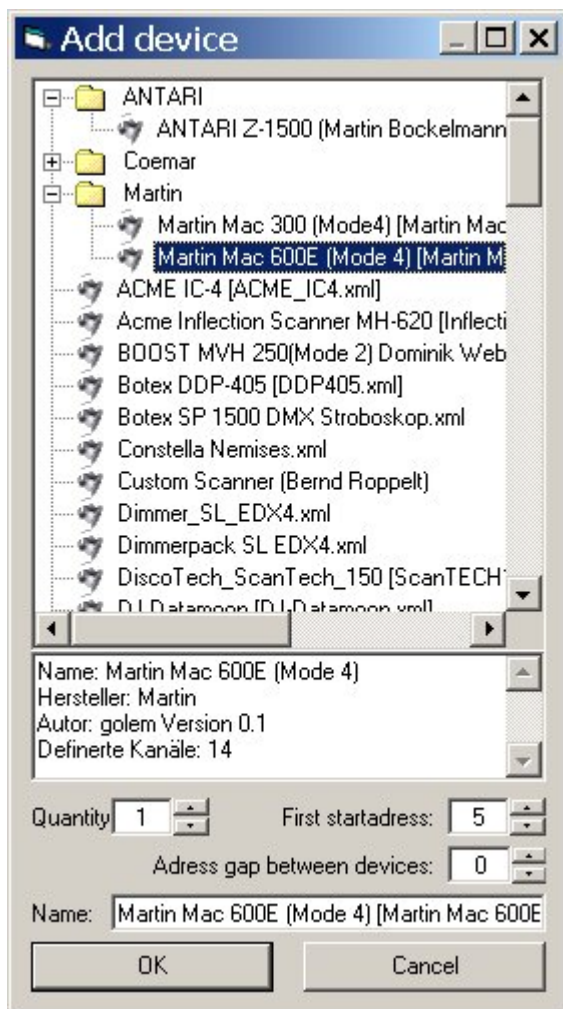 Add device
ANTARI
ANTARI Z-1500 (Martin Bockelmann
Coemar
Martin
Martin Mac 300 (Mode4) [Martin Mac
Martin Mac 600E (Mode 4) [Martin M
ACME IC-4 [ACME_IC4.xml]
Acme Inflection Scanner MH-620 [Inflecti
BOOST MVH 250(Mode 2) Dominik Web
Botex DDP-405 [DDP405.xml]
Botex SP 1500 DMX Stroboskop.xml
Constella Nemises.xml
Custom Scanner (Bernd Roppelt)
Dimmer_SL_EDX4.xml
Dimmerpack SL EDX4.xml
DiscoTech_ScanTech_150 [ScanTECH
DJ Datamoon [DJ-Datamoon.xml]
Name: Martin Mac 600E (Mode 4)
Hersteller: Martin
Autor: golem Version 0.1
Definerte Kanäle: 14
Quantity 1 First startadress: 5
Adress gap between devices: 0
Name: Martin Mac 600E (Mode 4) [Martin Mac 600E
OK Cancel